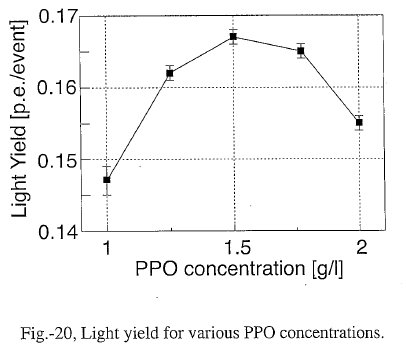 0.17
0.16
0.15
0.14
Light Yield [p.e./event]
1 1.5 2
PPO concentration [g/l]
Fig.-20, Light yield for various PPO concentrations.